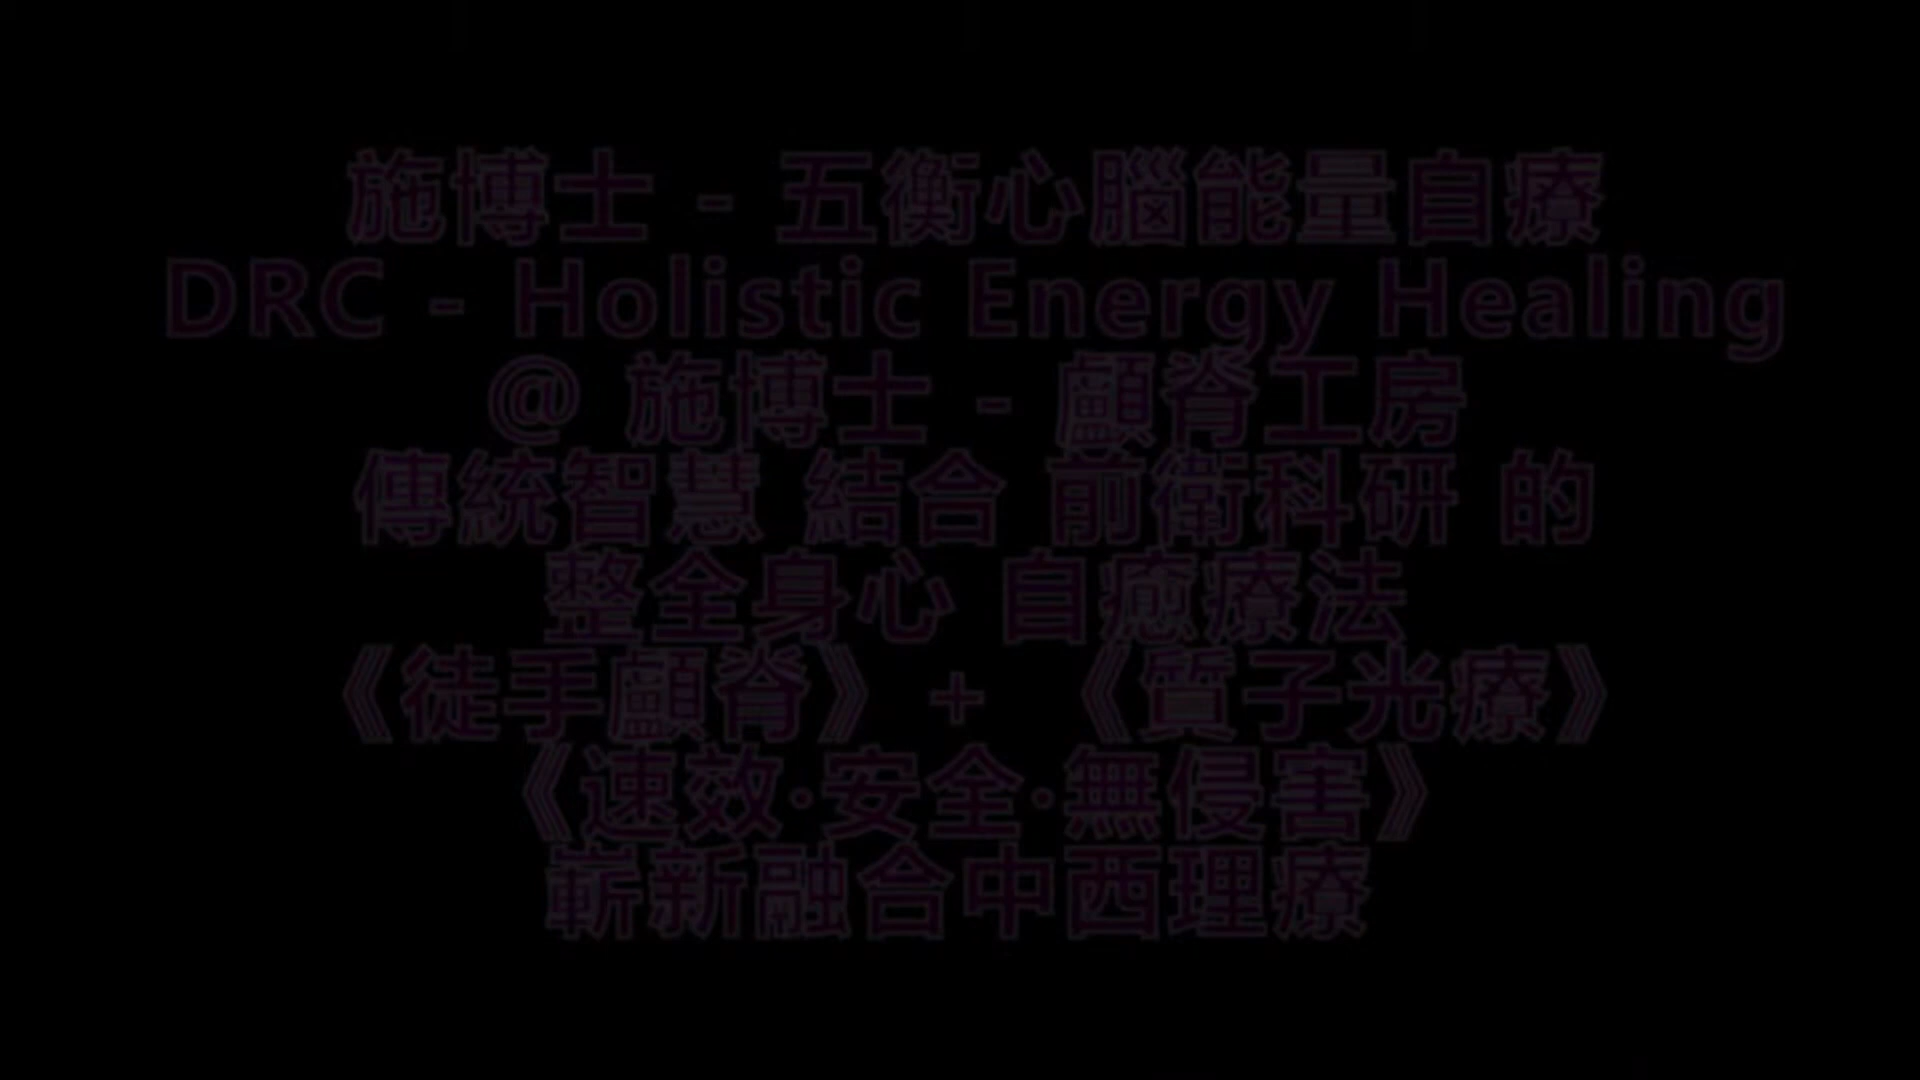 施博士 - 五衡心腦能量自療
DRC - Holistic Energy Healing
@ 施博士 - 顱脊工房
傳統智慧 結合 前衛科研 的
整全身心 自癒療法
《徒手顱脊》 + 《質子光療》
《速效·安全·無侵害》
嶄新融合中西理療